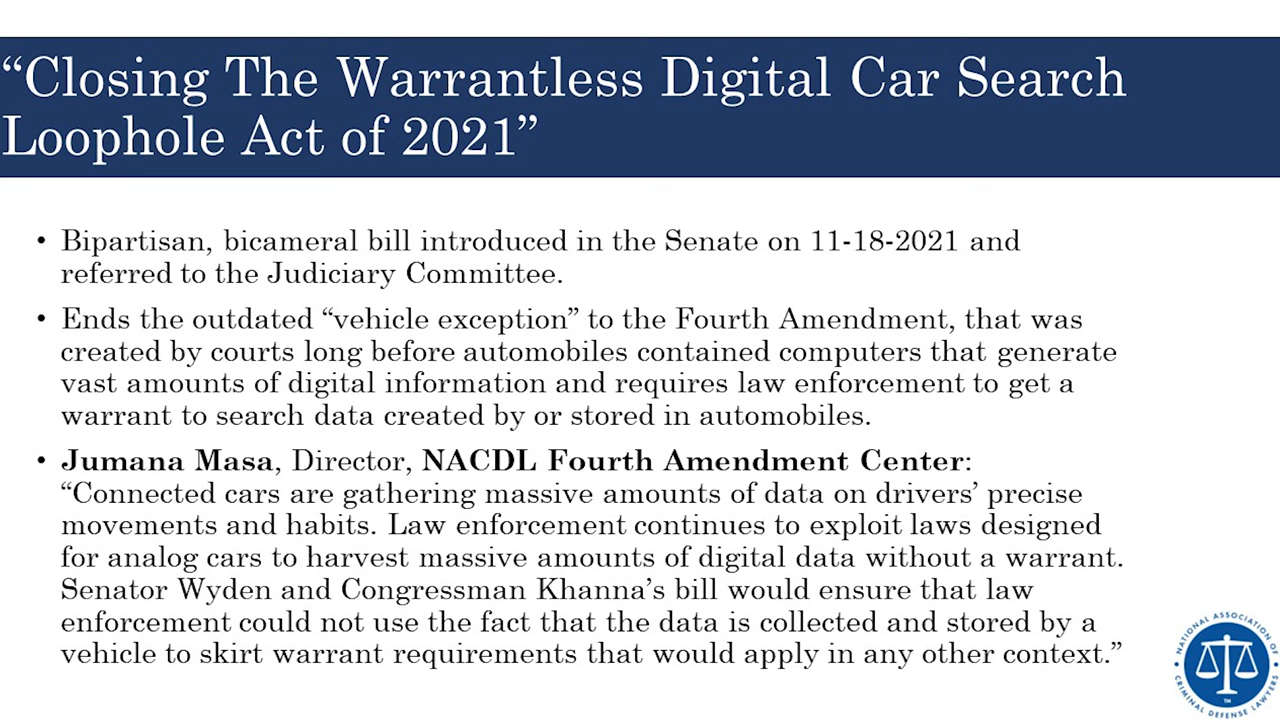 “Closing The Warrantless Digital Car Search
Loophole Act of 2021”
• Bipartisan, bicameral bill introduced in the Senate on 11-18-2021 and
referred to the Judiciary Committee.
• Ends the outdated “vehicle exception” to the Fourth Amendment, that was
created by courts long before automobiles contained computers that generate
vast amounts of digital information and requires law enforcement to get a
warrant to search data created by or stored in automobiles.
• Jumana Masa, Director, NACDL Fourth Amendment Center:
“Connected cars are gathering massive amounts of data on drivers’ precise
movements and habits. Law enforcement continues to exploit laws designed
for analog cars to harvest massive amounts of digital data without a warrant.
Senator Wyden and Congressman Khanna’s bill would ensure that law
enforcement could not use the fact that the data is collected and stored by a
vehicle to skirt warrant requirements that would apply in any other context.”
NATIONAL ASSOCIATION OF
CRIMINAL DEFENSE LAWYERS
TM